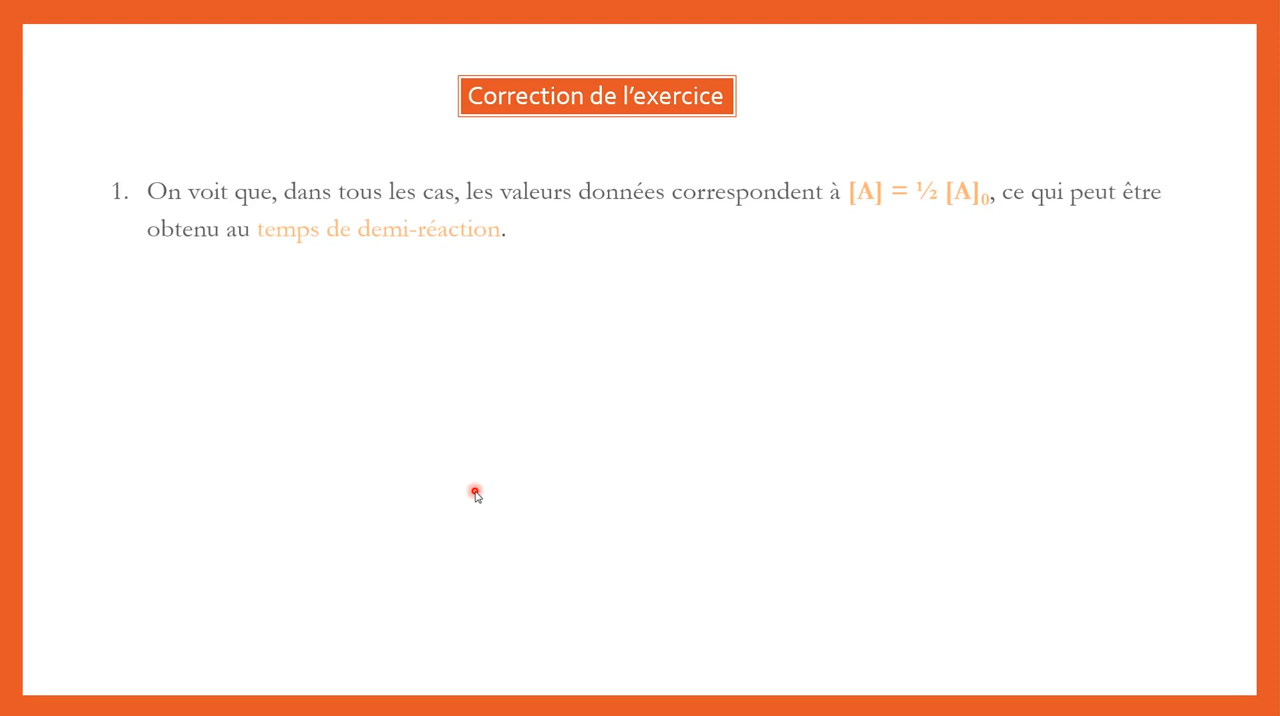 Correction de l’exercice
1. On voit que, dans tous les cas, les valeurs données correspondent à [A] = ½ [A]₀, ce qui peut être
obtenu au temps de demi-réaction.